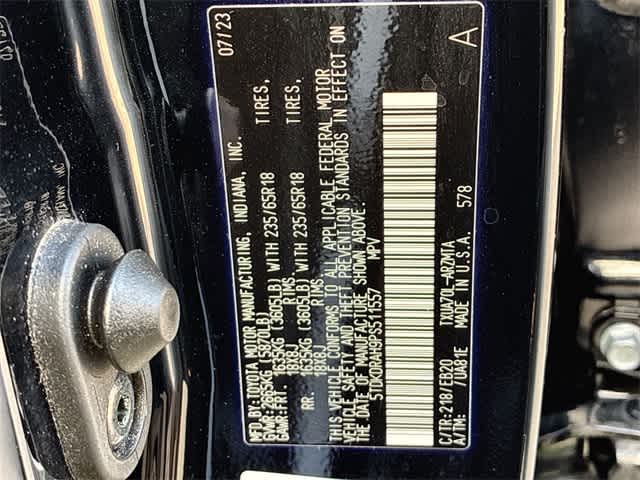 MFD.BY:TOYOTA MOTOR MANUFACTURING, INDIANA, INC. 07/23
GVWR:2665KG (5870LB)
GAWR:FRT. 1635KG (3605LB) WITH 235/65R18 TIRES,
18X8J RIMS
RR. 1635KG (3605LB) WITH 235/65R18 TIRES,
18X8J RIMS
THIS VEHICLE CONFORMS TO ALL APPLICABLE FEDERAL MOTOR
VEHICLE SAFETY AND THEFT PREVENTION STANDARDS IN EFFECT ON
THE DATE OF MANUFACTURE SHOWN ABOVE.
5TDKDRAH9PS511557 MPV
C/TR:218/EB20 TXUA70L-ARZMTA A
A/TM: /UA81E MADE IN U.S.A. 578